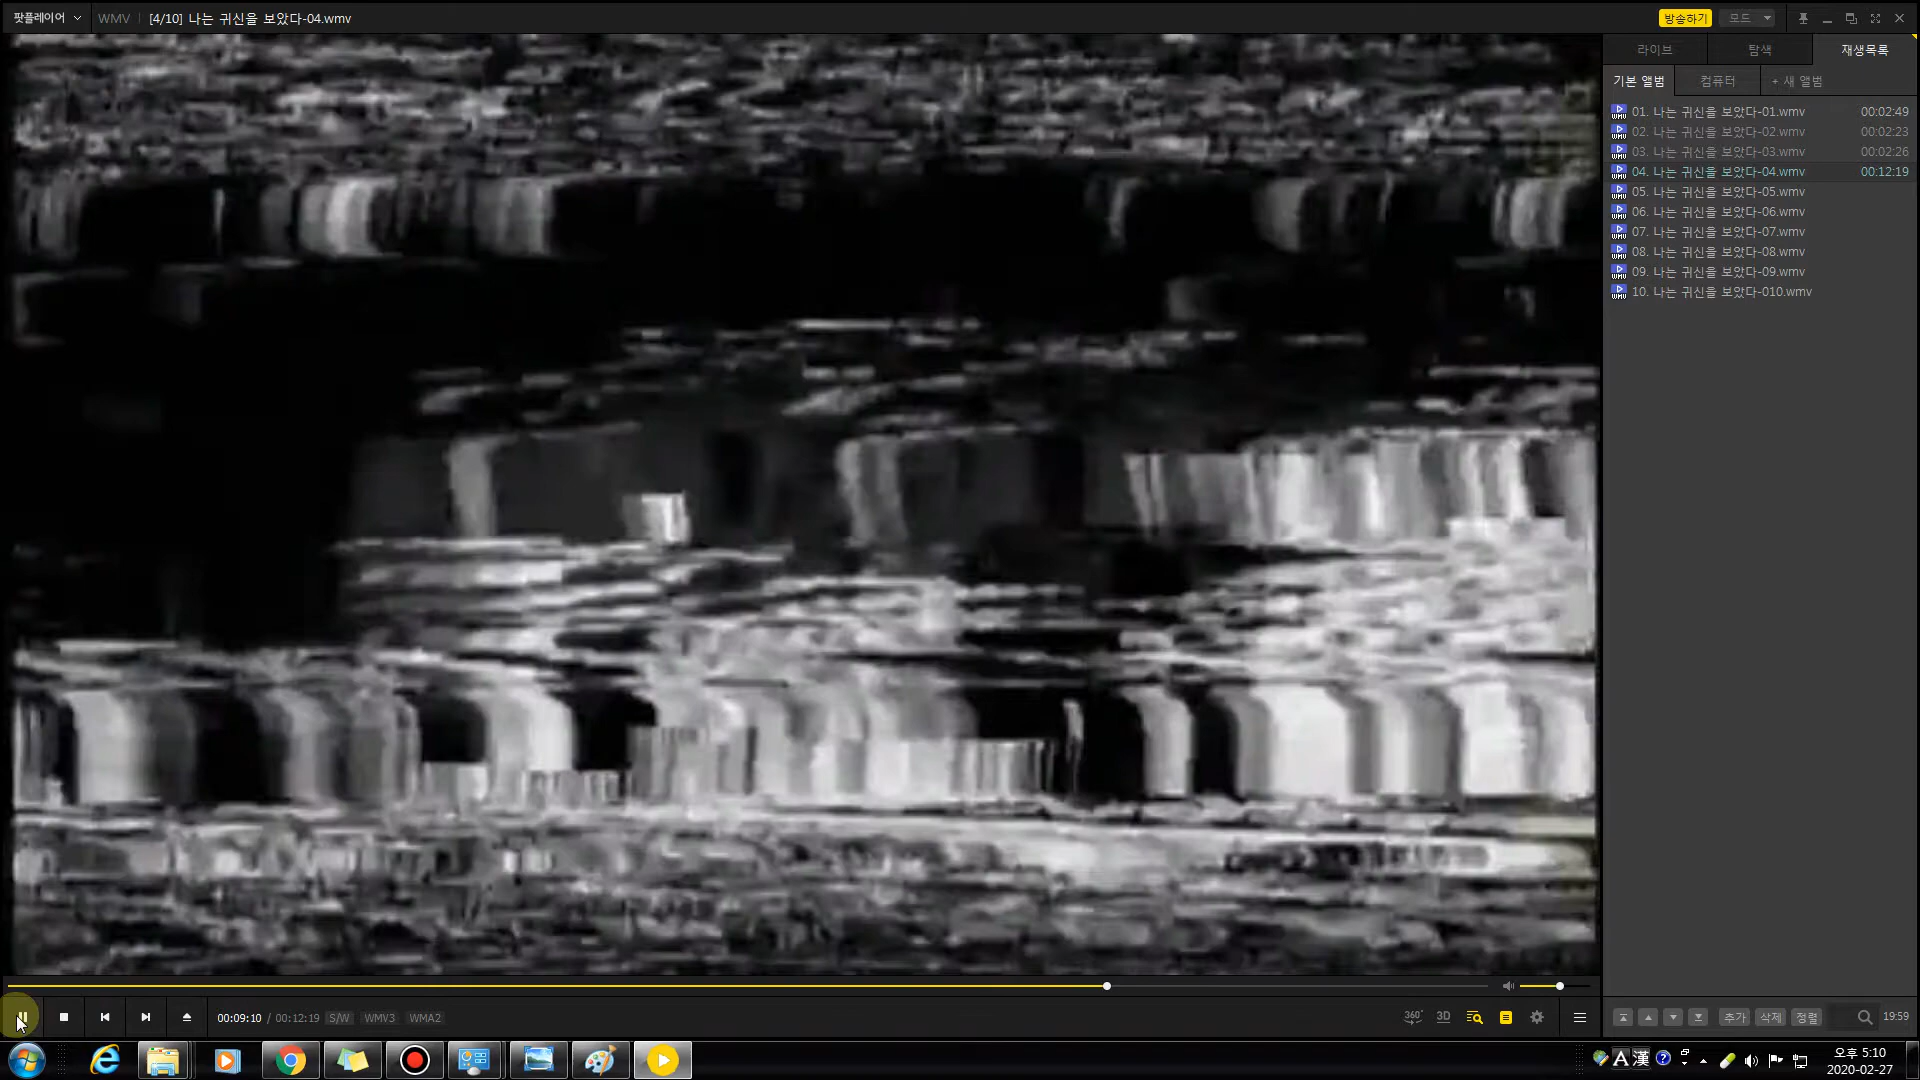 팟플레이어 WMV [4/10] 나는 귀신을 보았다-04.wmv 방송하기 모드
라이브 탐색 재생목록
기본 앨범 컴퓨터 + 새 앨범
01. 나는 귀신을 보았다-01.wmv 00:02:49
02. 나는 귀신을 보았다-02.wmv 00:02:23
03. 나는 귀신을 보았다-03.wmv 00:02:26
04. 나는 귀신을 보았다-04.wmv 00:12:19
05. 나는 귀신을 보았다-05.wmv
06. 나는 귀신을 보았다-06.wmv
07. 나는 귀신을 보았다-07.wmv
08. 나는 귀신을 보았다-08.wmv
09. 나는 귀신을 보았다-09.wmv
10. 나는 귀신을 보았다-010.wmv
00:09:10 / 00:12:19 S/W WMV3 WMA2 360° 3D 추가 삭제 정렬 19:59
A 漢 오후 5:10
2020-02-27